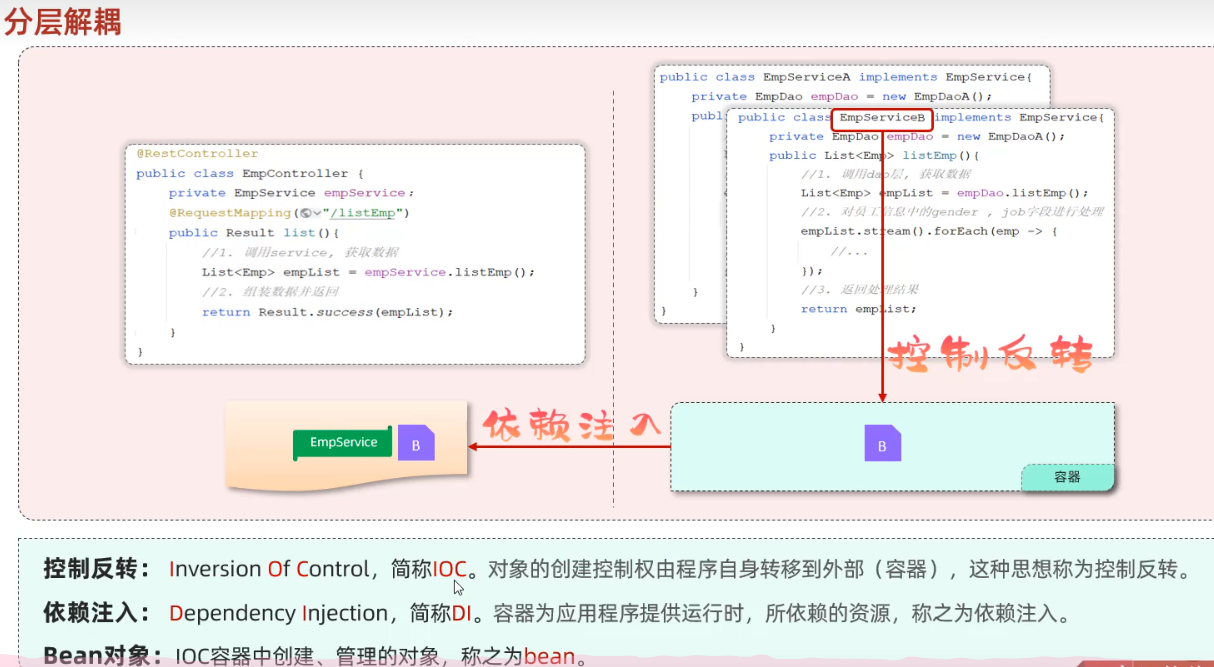 分层解耦
@RestController
public class EmpController {
private EmpService empService;
@RequestMapping("/listEmp")
public Result list(){
//1. 调用service, 获取数据
List<Emp> empList = empService.listEmp();
//2. 组装数据并返回
return Result.success(empList);
}
}
public class EmpServiceA implements EmpService{
private EmpDao empDao = new EmpDaoA();
publ
}
}
public class EmpServiceB implements EmpService{
private EmpDao empDao = new EmpDaoA();
public List<Emp> listEmp(){
//1. 调用dao层, 获取数据
List<Emp> empList = empDao.listEmp();
//2. 对员工信息中的gender , job字段进行处理
empList.stream().forEach(emp -> {
//...
});
//3. 返回处理结果
return empList;
}
}
控制反转
依赖注入
EmpService
B
B
容器
控制反转： Inversion Of Control，简称IOC。对象的创建控制权由程序自身转移到外部（容器），这种思想称为控制反转。
依赖注入： Dependency Injection，简称DI。容器为应用程序提供运行时，所依赖的资源，称之为依赖注入。
Bean对象：IOC容器中创建、管理的对象，称之为bean。